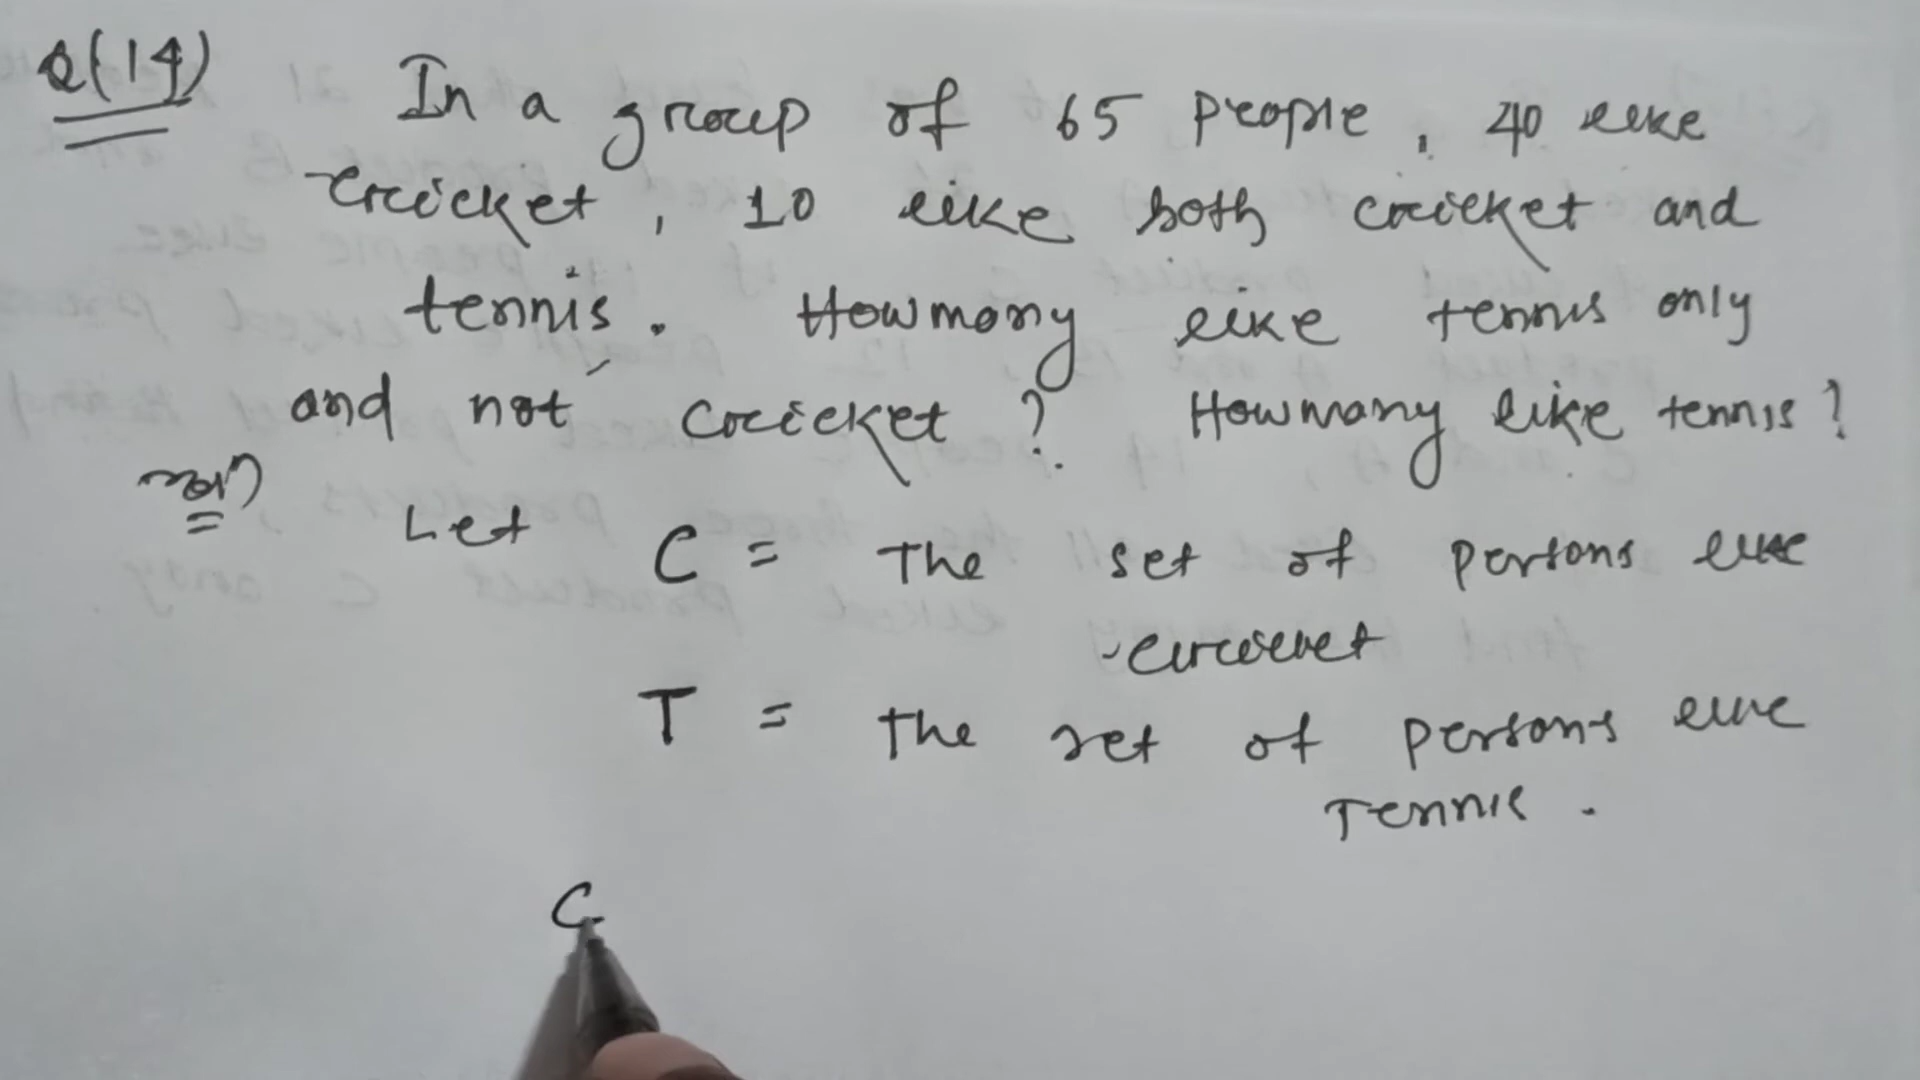 Q(14) In a group of 65 people, 40 like
cricket, 10 like both cricket and
tennis. How many like tennis only
and not cricket? How many like tennis?
Let C = The set of persons like
cricket
T = The set of persons like
Tennis.
C